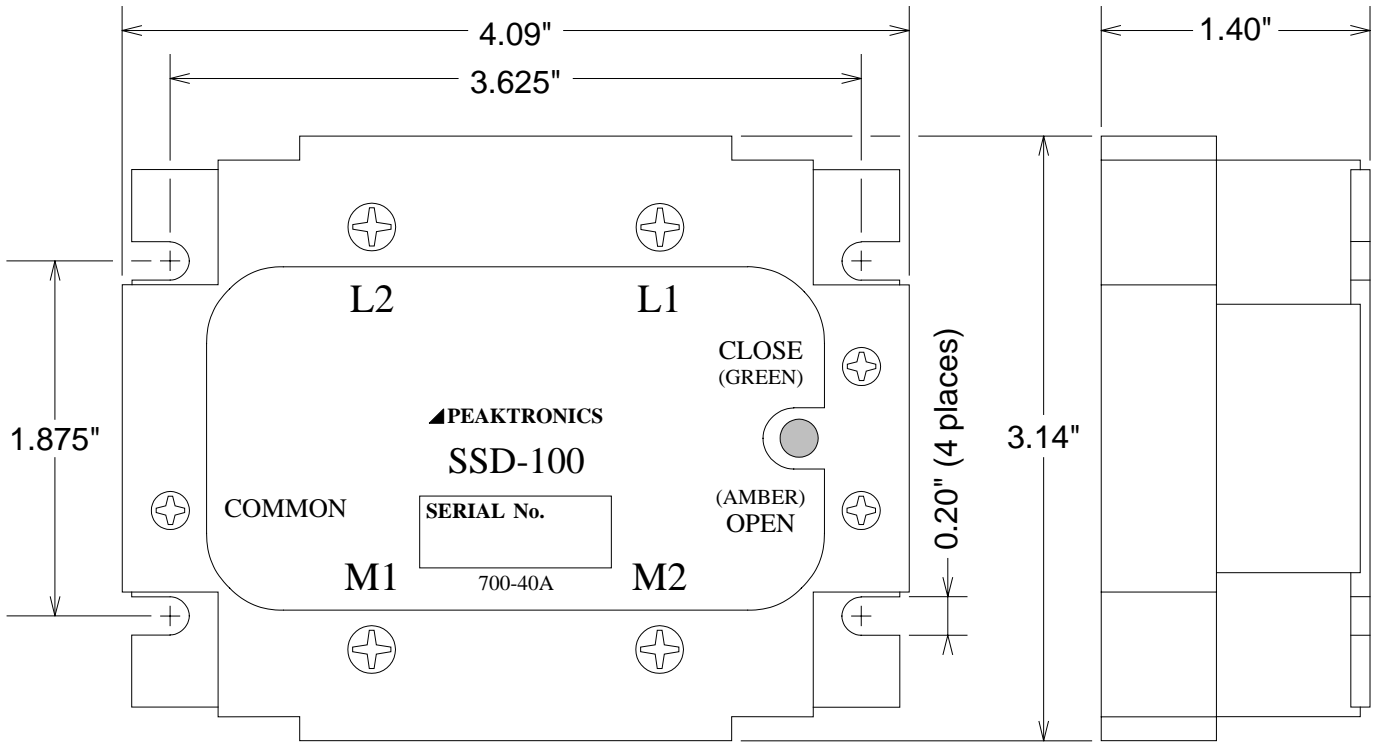 4.09"
1.40"
3.625"
L2
L1
CLOSE
(GREEN)
PEAKTRONICS
1.875"
SSD-100
3.14"
0.20" (4 places)
COMMON
SERIAL No.
(AMBER)
OPEN
M1
700-40A
M2